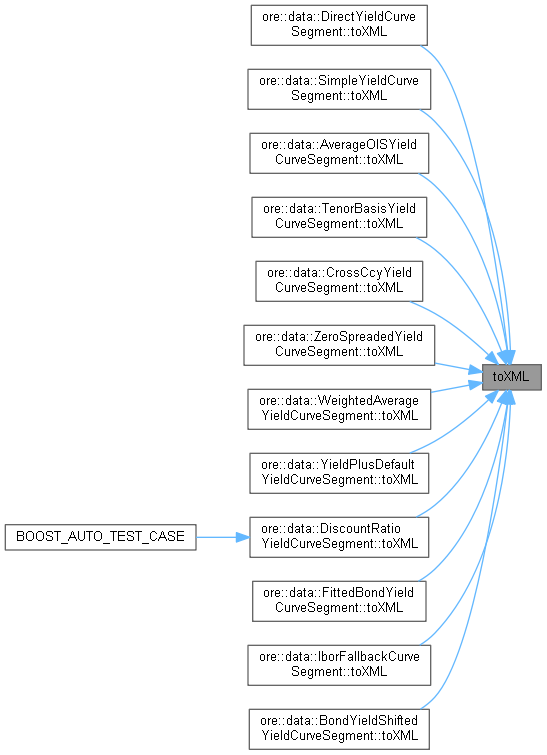 ore::data::DirectYieldCurve
Segment::toXML
ore::data::SimpleYieldCurve
Segment::toXML
ore::data::AverageOISYield
CurveSegment::toXML
ore::data::TenorBasisYield
CurveSegment::toXML
ore::data::CrossCcyYield
CurveSegment::toXML
ore::data::ZeroSpreadedYield
CurveSegment::toXML
toXML
ore::data::WeightedAverage
YieldCurveSegment::toXML
ore::data::YieldPlusDefault
YieldCurveSegment::toXML
BOOST_AUTO_TEST_CASE
ore::data::DiscountRatio
YieldCurveSegment::toXML
ore::data::FittedBondYield
CurveSegment::toXML
ore::data::IborFallbackCurve
Segment::toXML
ore::data::BondYieldShifted
YieldCurveSegment::toXML